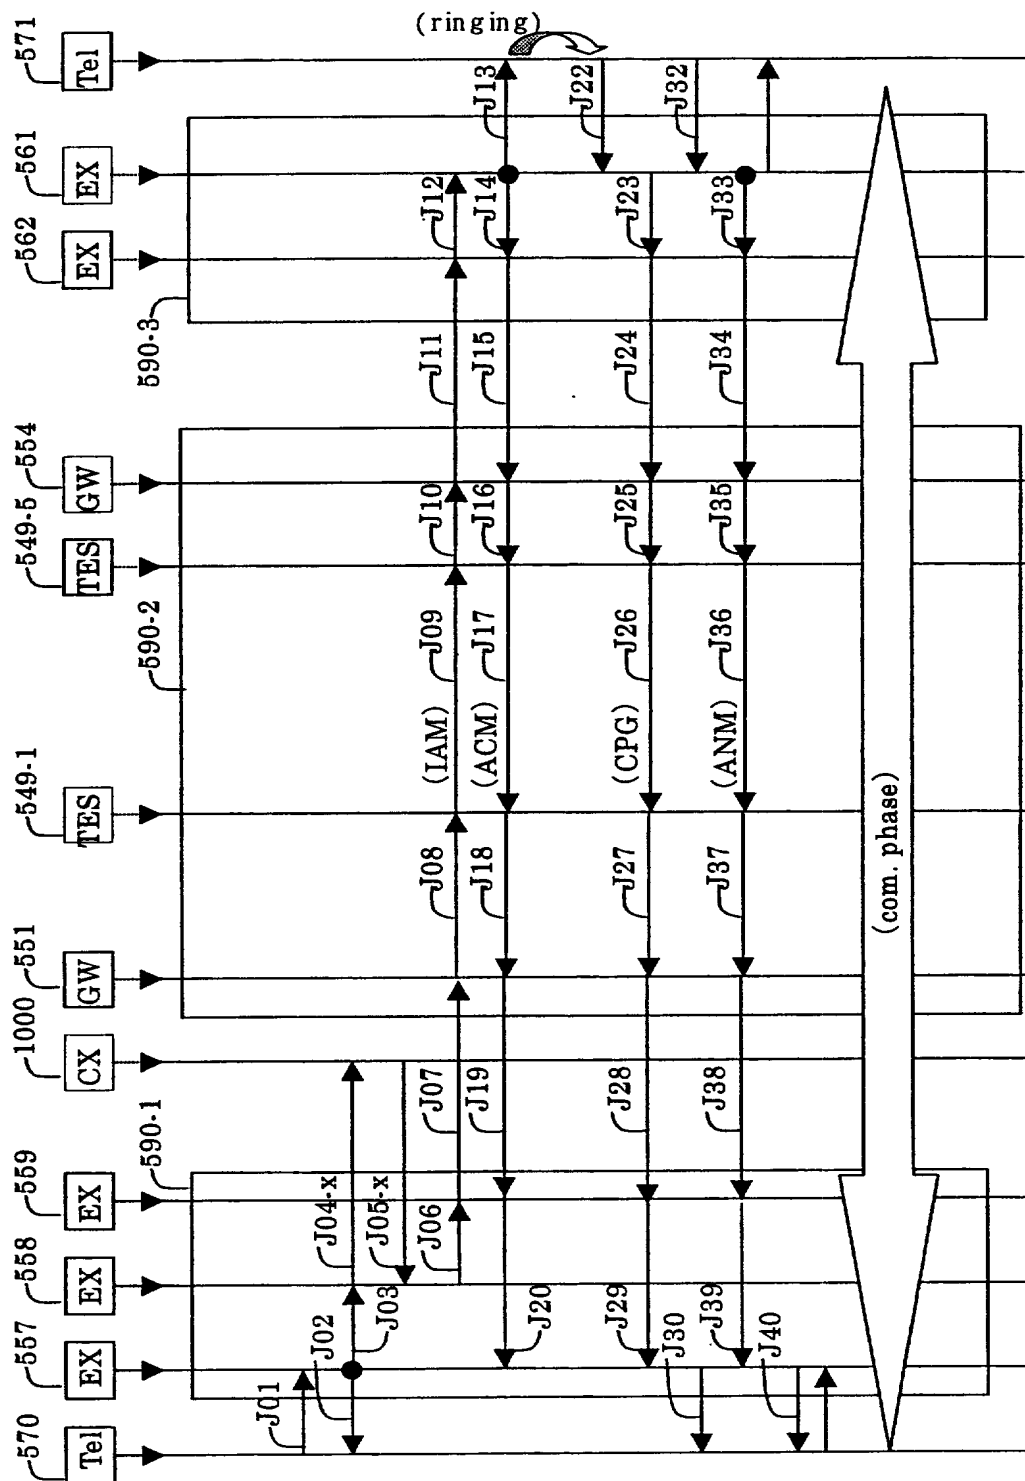 (ringing)
571
Tel
561
EX
562
EX
590-3
554
GW
549-5
TES
590-2
549-1
TES
551
GW
1000
CX
590-1
559
EX
558
EX
557
EX
570
Tel
J01
J02
J03
J04-x
J05-x
J06
J07
J08
(IAM)
J09
J10
J11
J12
J13
J14
J15
J16
J17
(ACM)
J18
J19
J20
J22
J23
J24
J25
J26
(CPG)
J27
J28
J29
J30
J32
J33
J34
J35
J36
(ANM)
J37
J38
J39
J40
(com. phase)